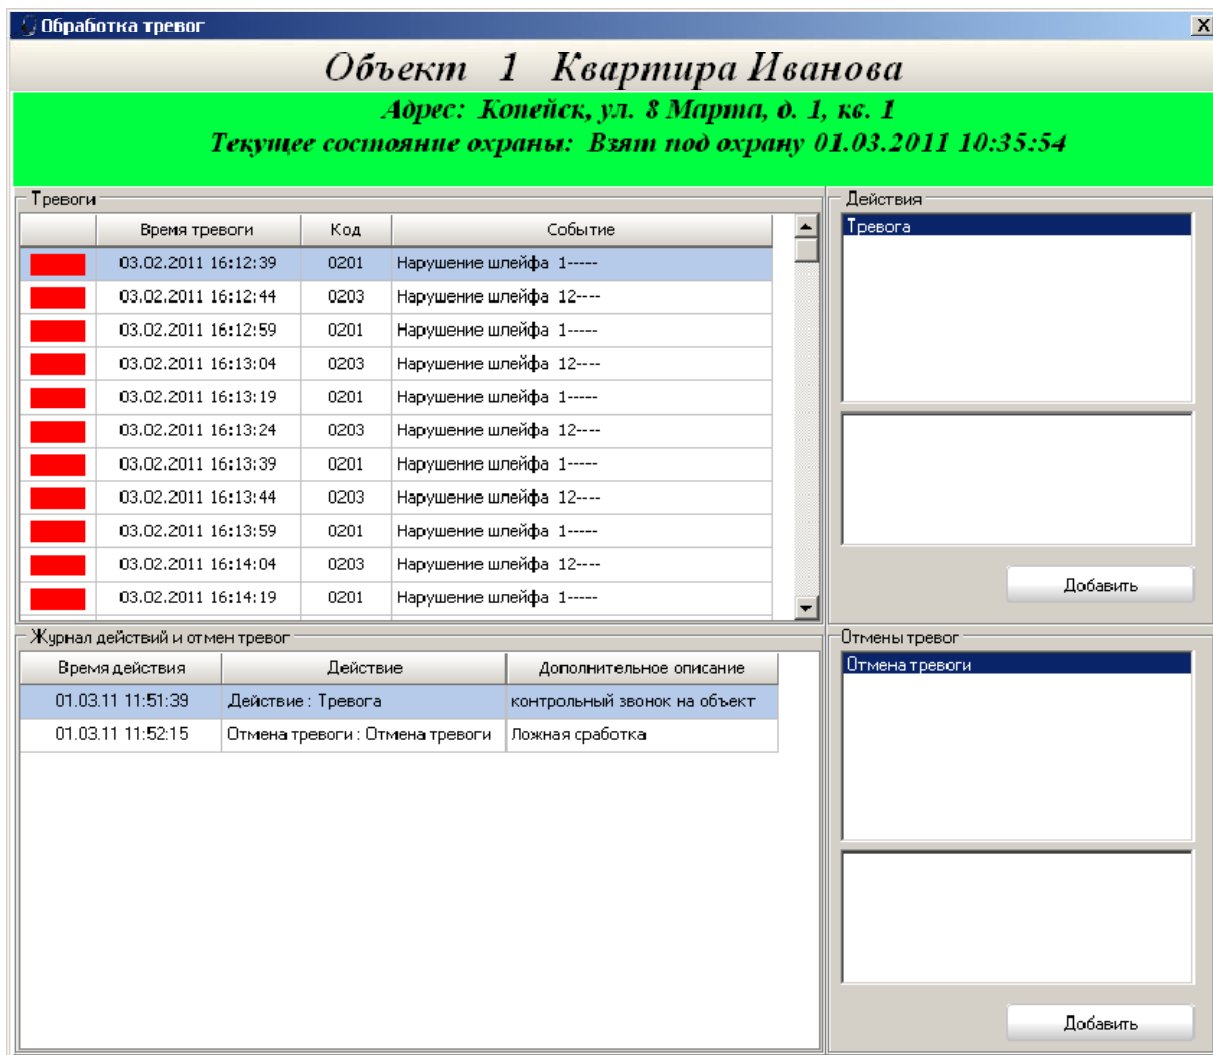 Обработка тревог
Объект 1 Квартира Иванова
Адрес: Копейск, ул. 8 Марта, д. 1, кв. 1
Текущее состояние охраны: Взят под охрану 01.03.2011 10:35:54
Тревоги
Время тревоги Код Событие
03.02.2011 16:12:39 0201 Нарушение шлейфа 1-----
03.02.2011 16:12:44 0203 Нарушение шлейфа 12----
03.02.2011 16:12:59 0201 Нарушение шлейфа 1-----
03.02.2011 16:13:04 0203 Нарушение шлейфа 12----
03.02.2011 16:13:19 0201 Нарушение шлейфа 1-----
03.02.2011 16:13:24 0203 Нарушение шлейфа 12----
03.02.2011 16:13:39 0201 Нарушение шлейфа 1-----
03.02.2011 16:13:44 0203 Нарушение шлейфа 12----
03.02.2011 16:13:59 0201 Нарушение шлейфа 1-----
03.02.2011 16:14:04 0203 Нарушение шлейфа 12----
03.02.2011 16:14:19 0201 Нарушение шлейфа 1-----
Действия
Тревога
Добавить
Журнал действий и отмен тревог
Время действия Действие Дополнительное описание
01.03.11 11:51:39 Действие : Тревога контрольный звонок на объект
01.03.11 11:52:15 Отмена тревоги : Отмена тревоги Ложная сработка
Отмены тревог
Отмена тревоги
Добавить